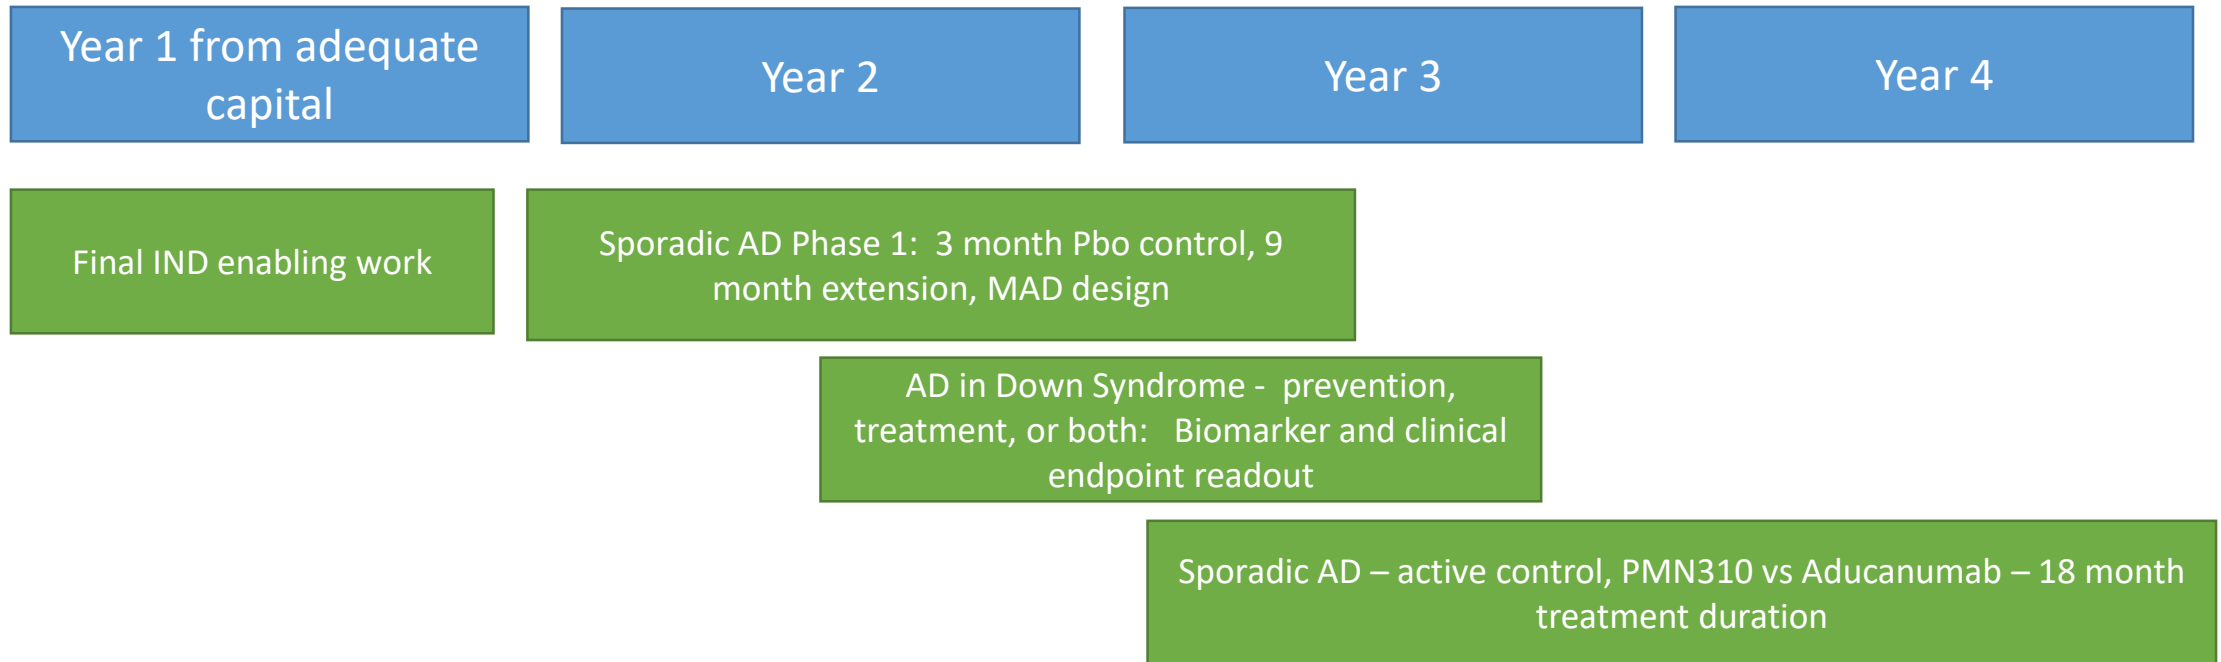 Year 1 from adequate
capital
Year 2
Year 3
Year 4
Final IND enabling work
Sporadic AD Phase 1:  3 month Pbo control, 9
month extension, MAD design
AD in Down Syndrome -  prevention,
treatment, or both:   Biomarker and clinical
endpoint readout
Sporadic AD – active control, PMN310 vs Aducanumab – 18 month
treatment duration